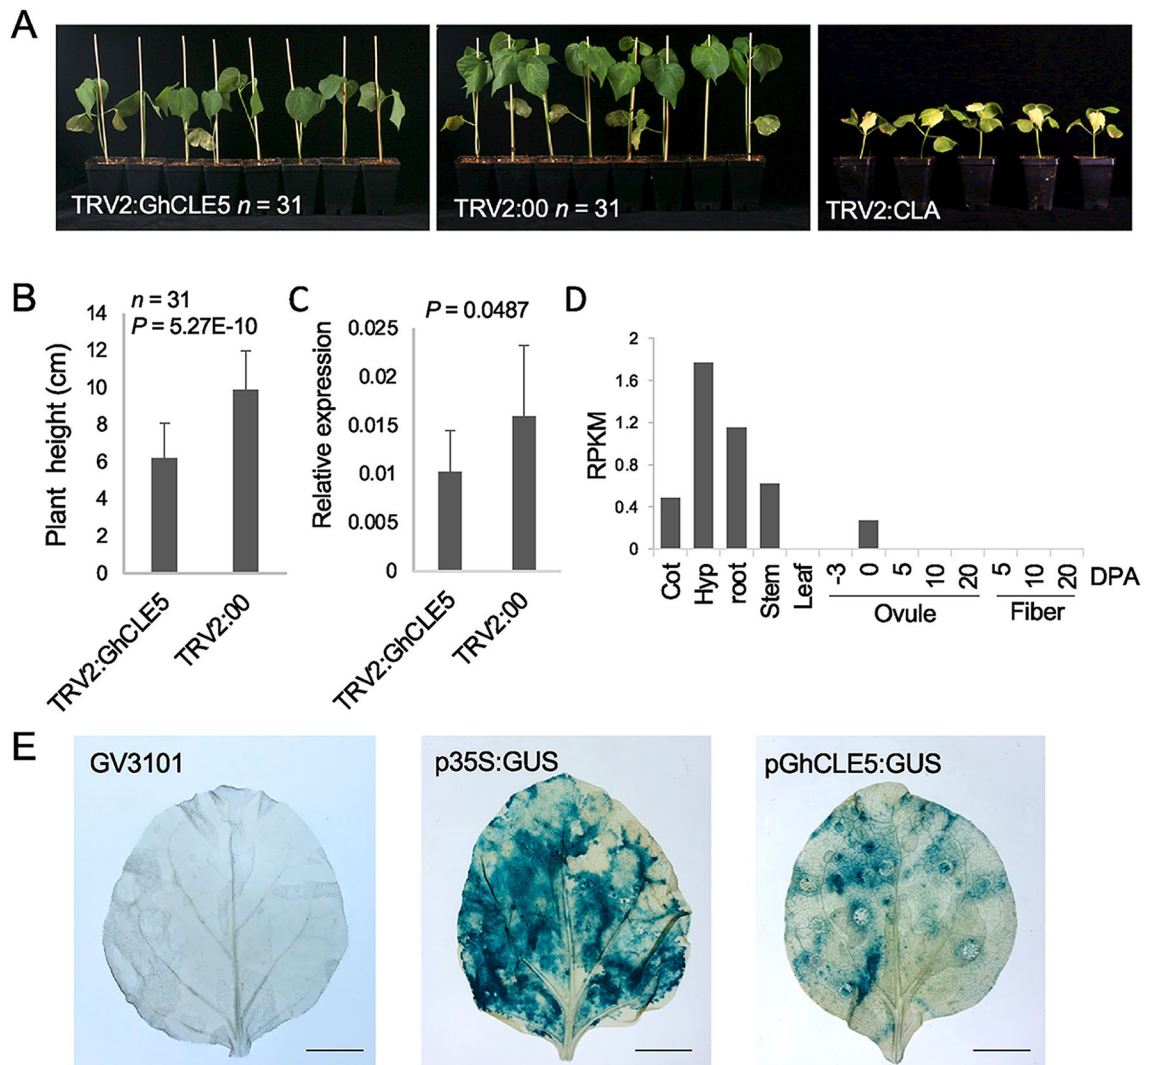 A
TRV2:GhCLE5 n = 31
TRV2:00 n = 31
TRV2:CLA
B
n = 31
P = 5.27E-10
Plant height (cm)
14
12
10
8
6
4
2
0
TRV2:GhCLE5
TRV2:00
C
P = 0.0487
Relative expression
0.025
0.02
0.015
0.01
0.005
0
TRV2:GhCLE5
TRV2:00
D
RPKM
2
1.6
1.2
0.8
0.4
0
Cot
Hyp
root
Stem
Leaf
-3 0 5 10 20 5 10 20 DPA
Ovule Fiber
E
GV3101
p35S:GUS
pGhCLE5:GUS